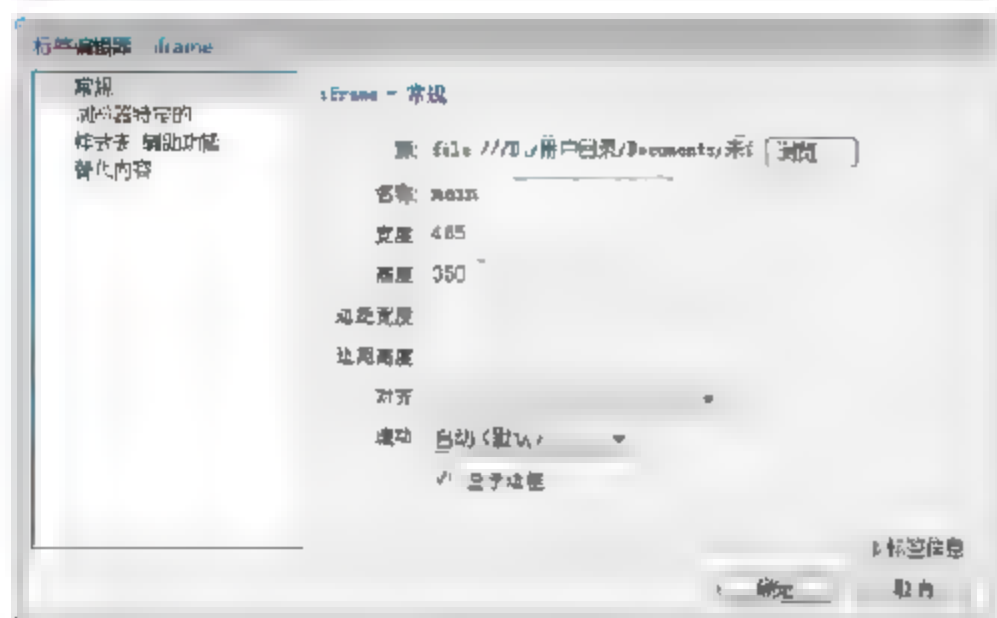 标签编辑器 iframe
常规
浏览器特定的
样式表 辅助功能
替代内容
iframe - 常规
源: file ///D /用户目录/Documents/未 浏览
名称: main
宽度 465
高度 350
边距宽度
边距高度
对齐
滚动 自动(默认)
显示边框
标签信息
确定 取消